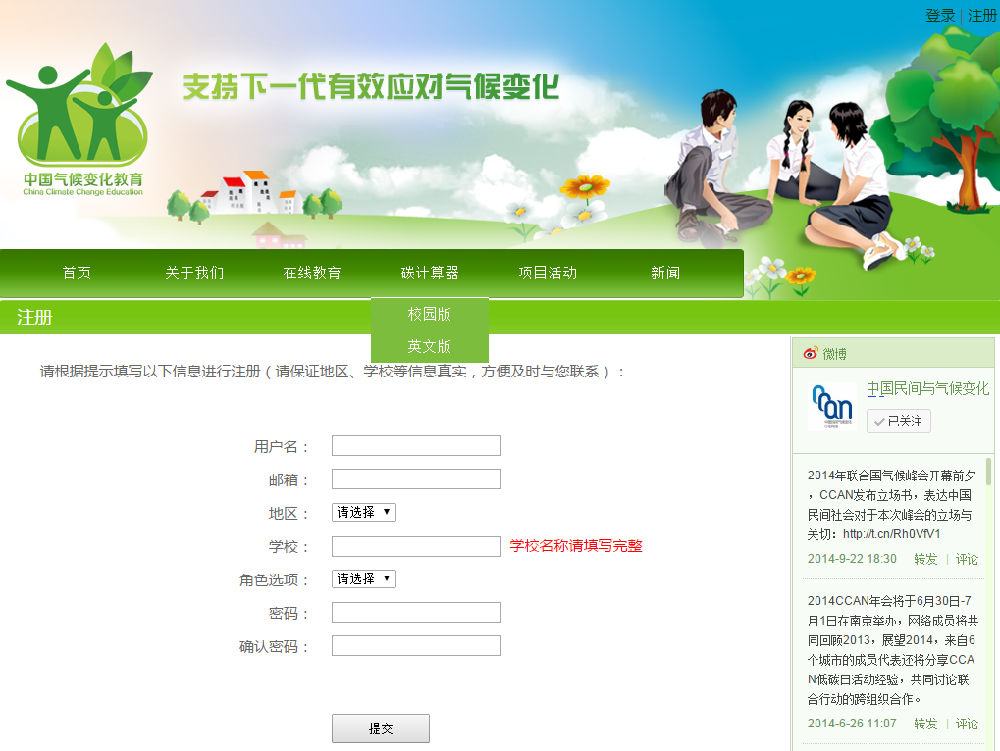 登录 | 注册
支持下一代有效应对气候变化
中国气候变化教育
China Climate Change Education
首页 关于我们 在线教育 碳计算器 项目活动 新闻
校园版
英文版
注册
请根据提示填写以下信息进行注册（请保证地区、学校等信息真实，方便及时与您联系）：
用户名：
邮箱：
地区： 请选择
学校： 学校名称请填写完整
角色选项： 请选择
密码：
确认密码：
提交
微博
CCan
中国民间与气候变化
已关注
2014年联合国气候峰会开幕前夕
，CCAN发布立场书，表达中国
民间社会对于本次峰会的立场与
关切：http://t.cn/Rh0VfV1
2014-9-22 18:30 转发 | 评论
2014CCAN年会将于6月30日-7
月1日在南京举办，网络成员将共
同回顾2013，展望2014，来自6
个城市的成员代表还将分享CCA
N低碳日活动经验，共同讨论联
合行动的跨组织合作。
2014-6-26 11:07 转发 | 评论